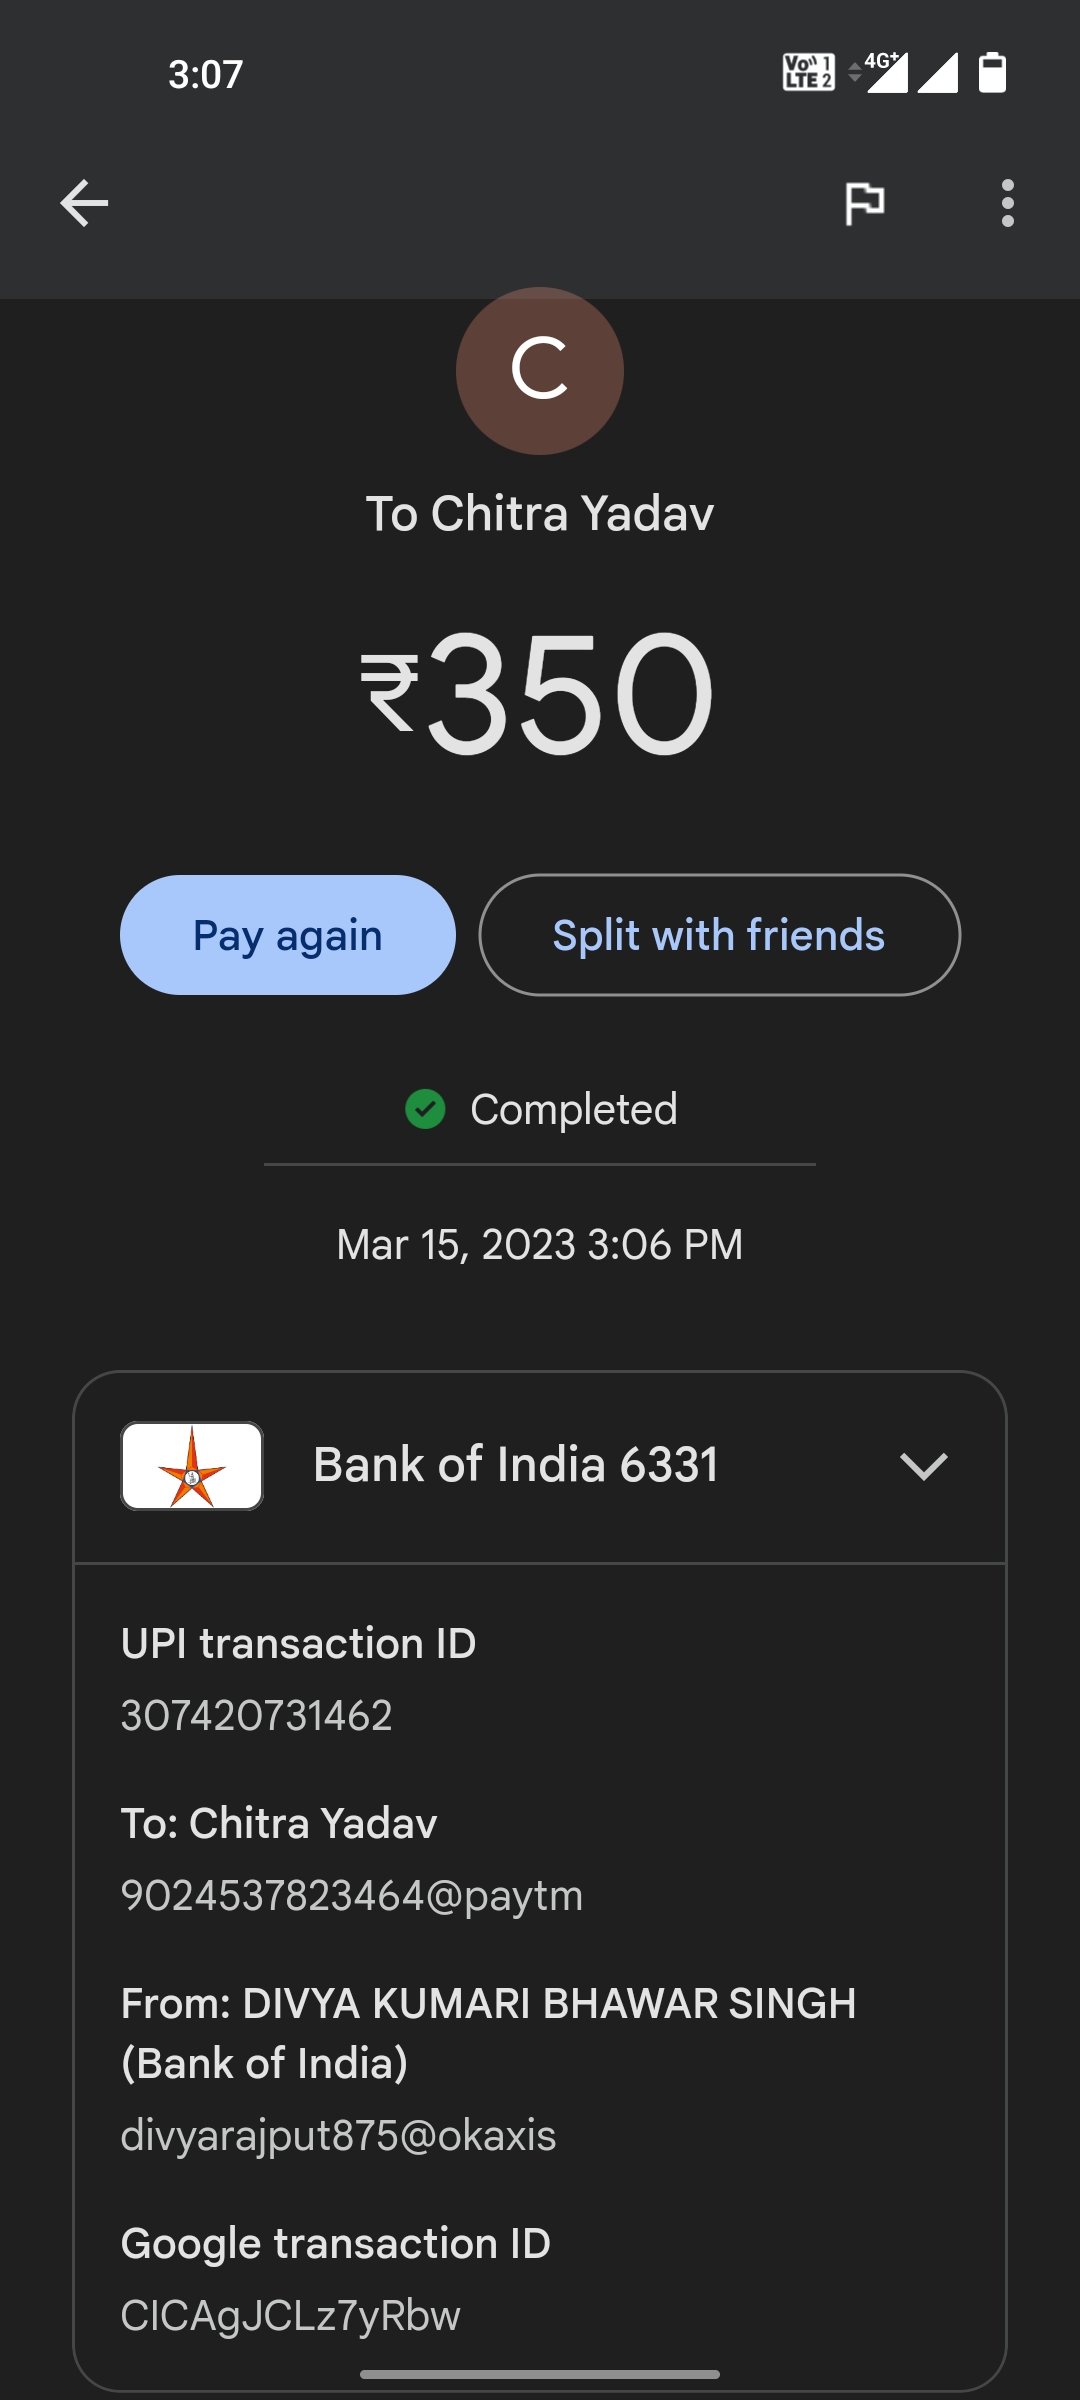 3:07
Vo 1
LTE 2
4G+
C
To Chitra Yadav
₹350
Pay again
Split with friends
Completed
Mar 15, 2023 3:06 PM
Bank of India 6331
UPI transaction ID
307420731462
To: Chitra Yadav
9024537823464@paytm
From: DIVYA KUMARI BHAWAR SINGH
(Bank of India)
divyarajput875@okaxis
Google transaction ID
CICAgJCLz7yRbw